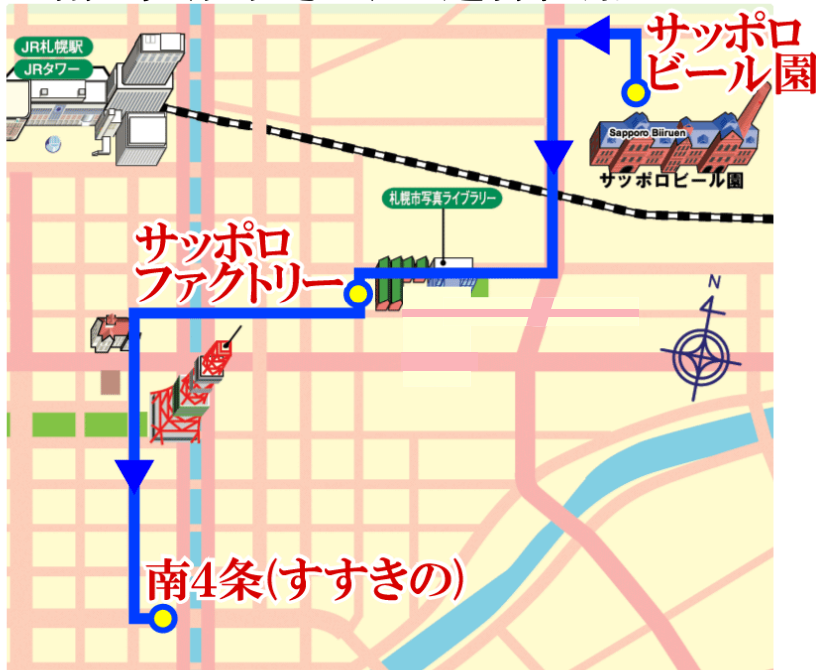 JR札幌駅
JRタワー
サッポロ
ビール園
Sapporo Biiruen
サッポロビール園
札幌市写真ライブラリー
サッポロ
ファクトリー
N
南4条(すすきの)